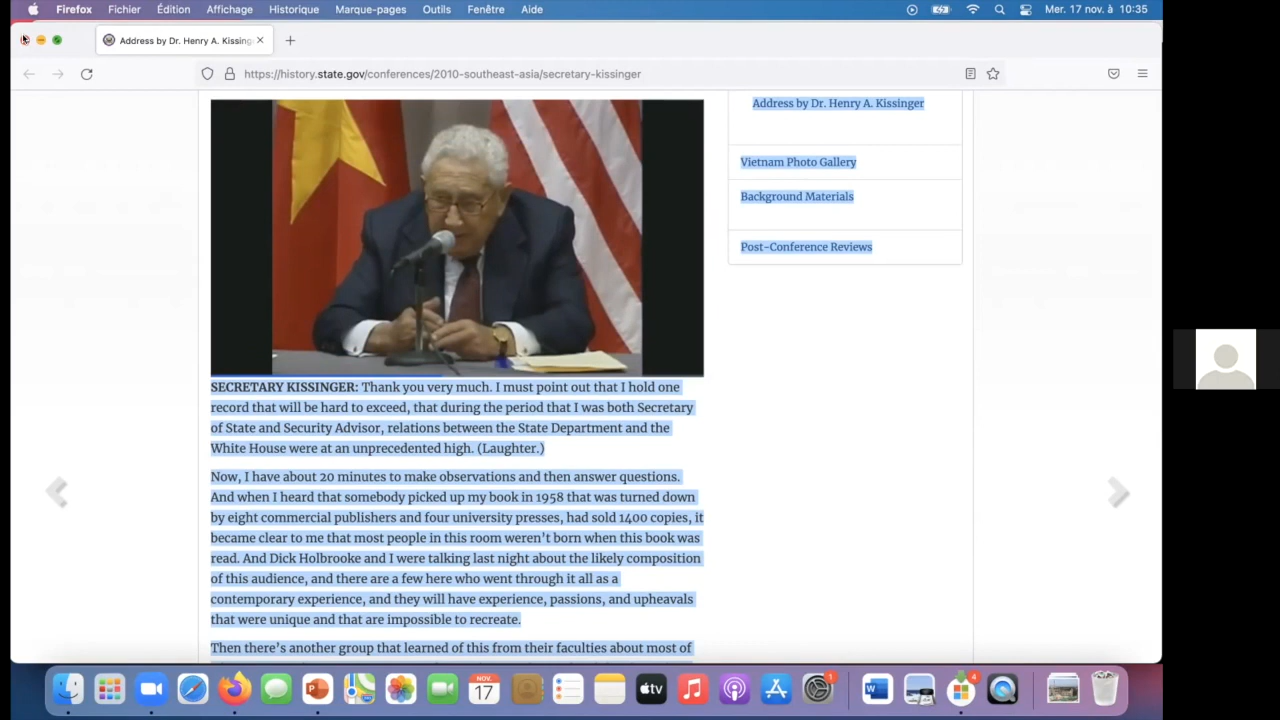 Firefox Fichier Édition Affichage Historique Marque-pages Outils Fenêtre Aide Mer. 17 nov. à 10:35
Address by Dr. Henry A. Kissing
https://history.state.gov/conferences/2010-southeast-asia/secretary-kissinger
Address by Dr. Henry A. Kissinger
Vietnam Photo Gallery
Background Materials
Post-Conference Reviews
SECRETARY KISSINGER: Thank you very much. I must point out that I hold one
record that will be hard to exceed, that during the period that I was both Secretary
of State and Security Advisor, relations between the State Department and the
White House were at an unprecedented high. (Laughter.)
Now, I have about 20 minutes to make observations and then answer questions.
And when I heard that somebody picked up my book in 1958 that was turned down
by eight commercial publishers and four university presses, had sold 1400 copies, it
became clear to me that most people in this room weren't born when this book was
read. And Dick Holbrooke and I were talking last night about the likely composition
of this audience, and there are a few here who went through it all as a
contemporary experience, and they will have experience, passions, and upheavals
that were unique and that are impossible to recreate.
Then there's another group that learned of this from their faculties about most of
NOV.
17
tv
1
4